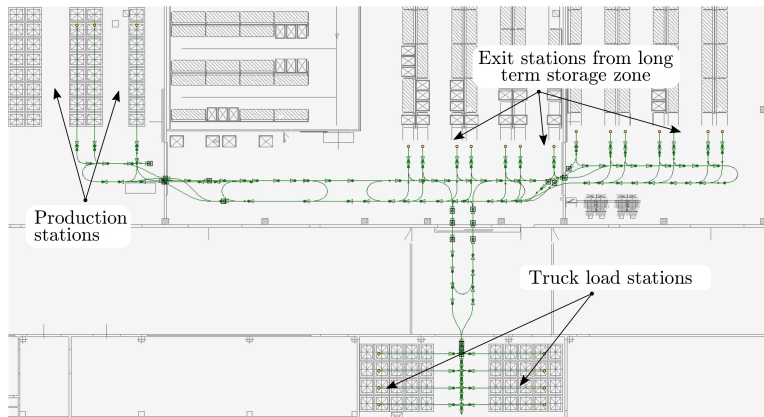 Exit stations from long
term storage zone
Production
stations
Truck load stations